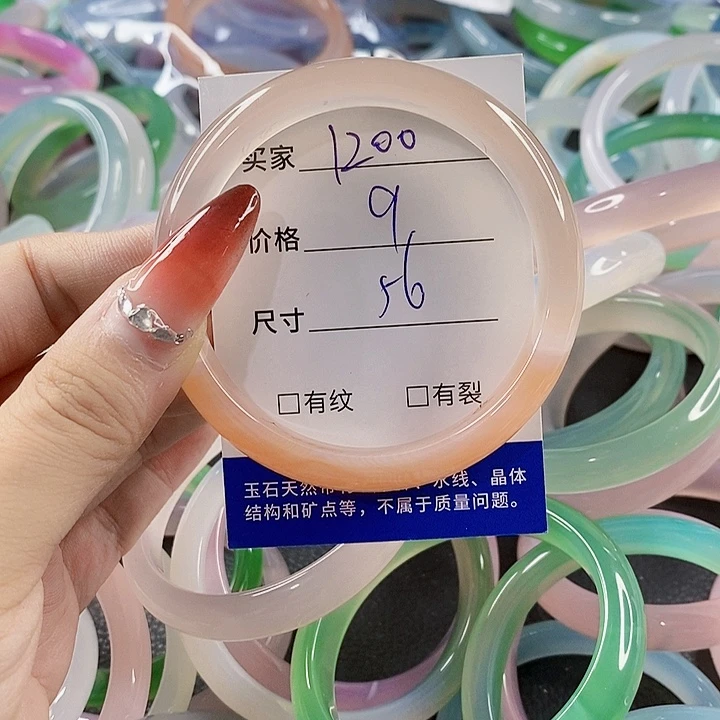 买家 1200
价格 9
尺寸 56
□有纹 □有裂
玉石天然带 水线、晶体
结构和矿点等，不属于质量问题。